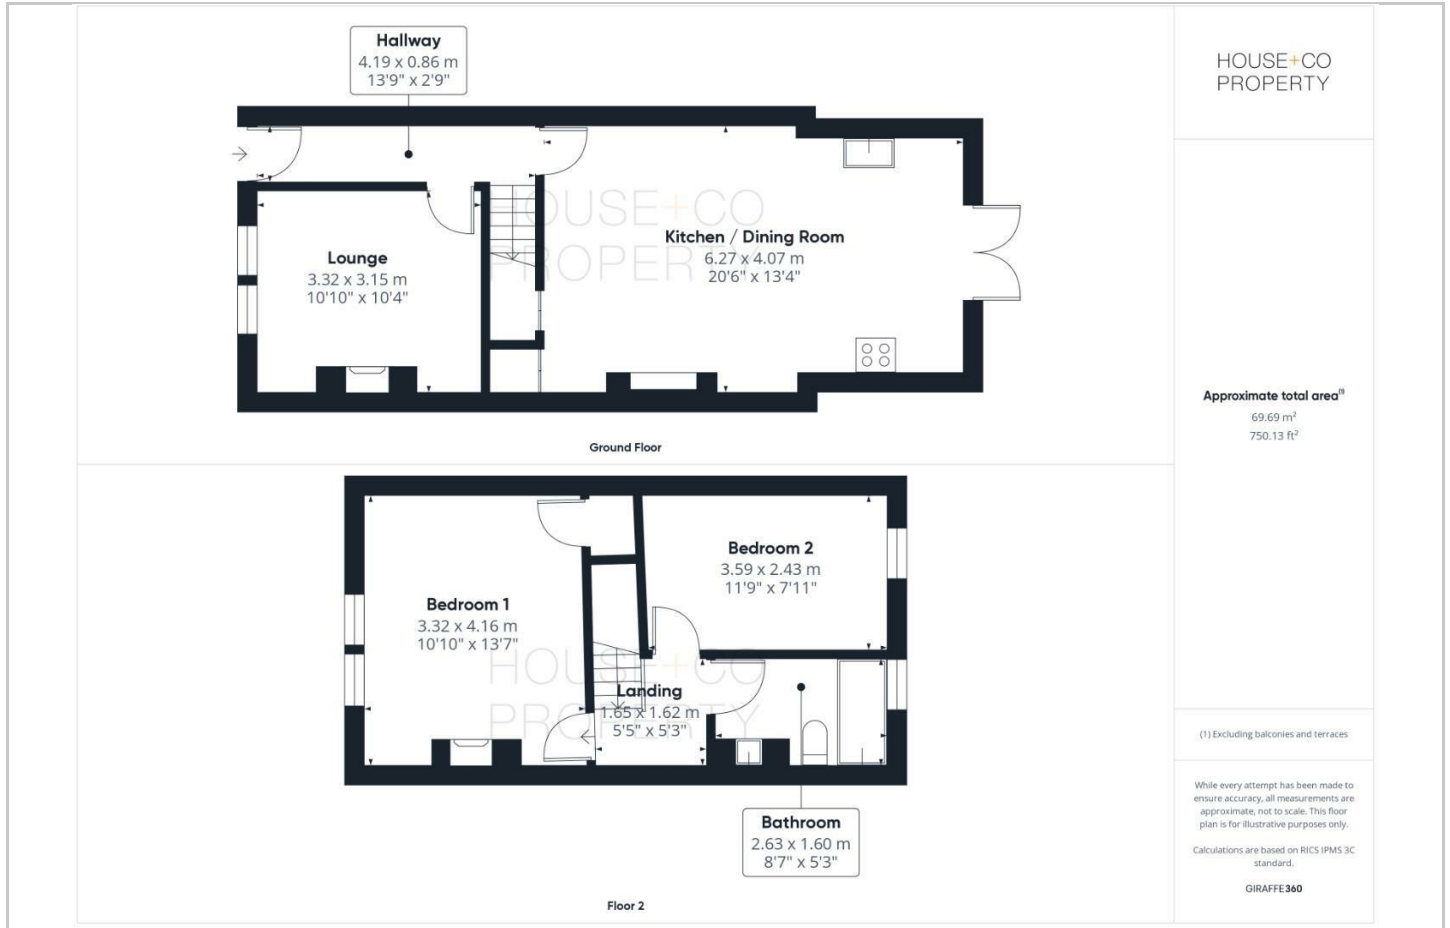 Hallway
4.19 x 0.86 m
13'9" x 2'9"
HOUSE+CO
PROPERTY
Lounge
3.32 x 3.15 m
10'10" x 10'4"
Kitchen / Dining Room
6.27 x 4.07 m
20'6" x 13'4"
Ground Floor
Bedroom 1
3.32 x 4.16 m
10'10" x 13'7"
Bedroom 2
3.59 x 2.43 m
11'9" x 7'11"
HOUSE+CO
PROPERTY
Landing
1.65 x 1.62 m
5'5" x 5'3"
Bathroom
2.63 x 1.60 m
8'7" x 5'3"
Floor 2
HOUSE+CO
PROPERTY
Approximate total area(1)
69.69 m²
750.13 ft²
(1) Excluding balconies and terraces
While every attempt has been made to
ensure accuracy, all measurements are
approximate, not to scale. This floor
plan is for illustrative purposes only.
Calculations are based on RICS IPMS 3C
standard.
GIRAFFE360